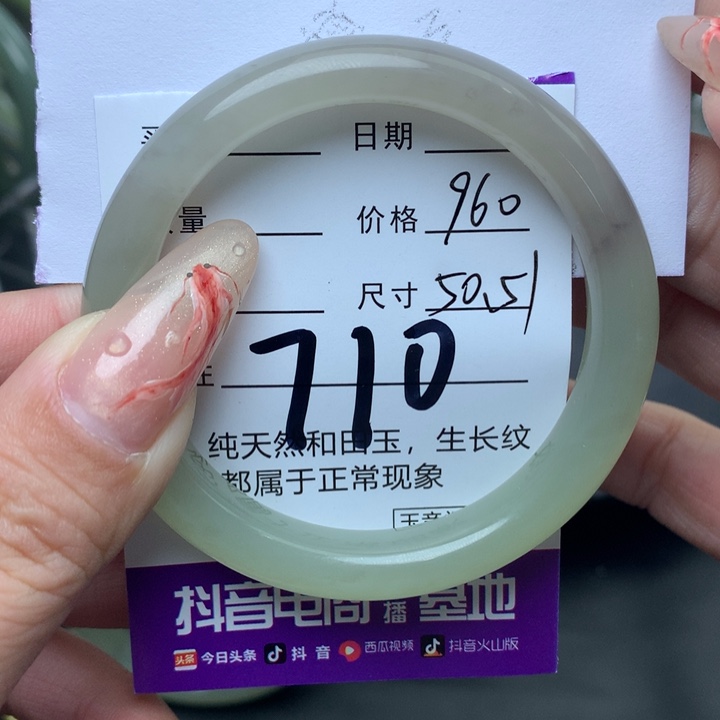 日期
量 价格 960
尺寸 50.51
710
纯天然和田玉，生长纹
都属于正常现象
抖音电商 播 基地
头条 今日头条 抖音 西瓜视频 抖音火山版